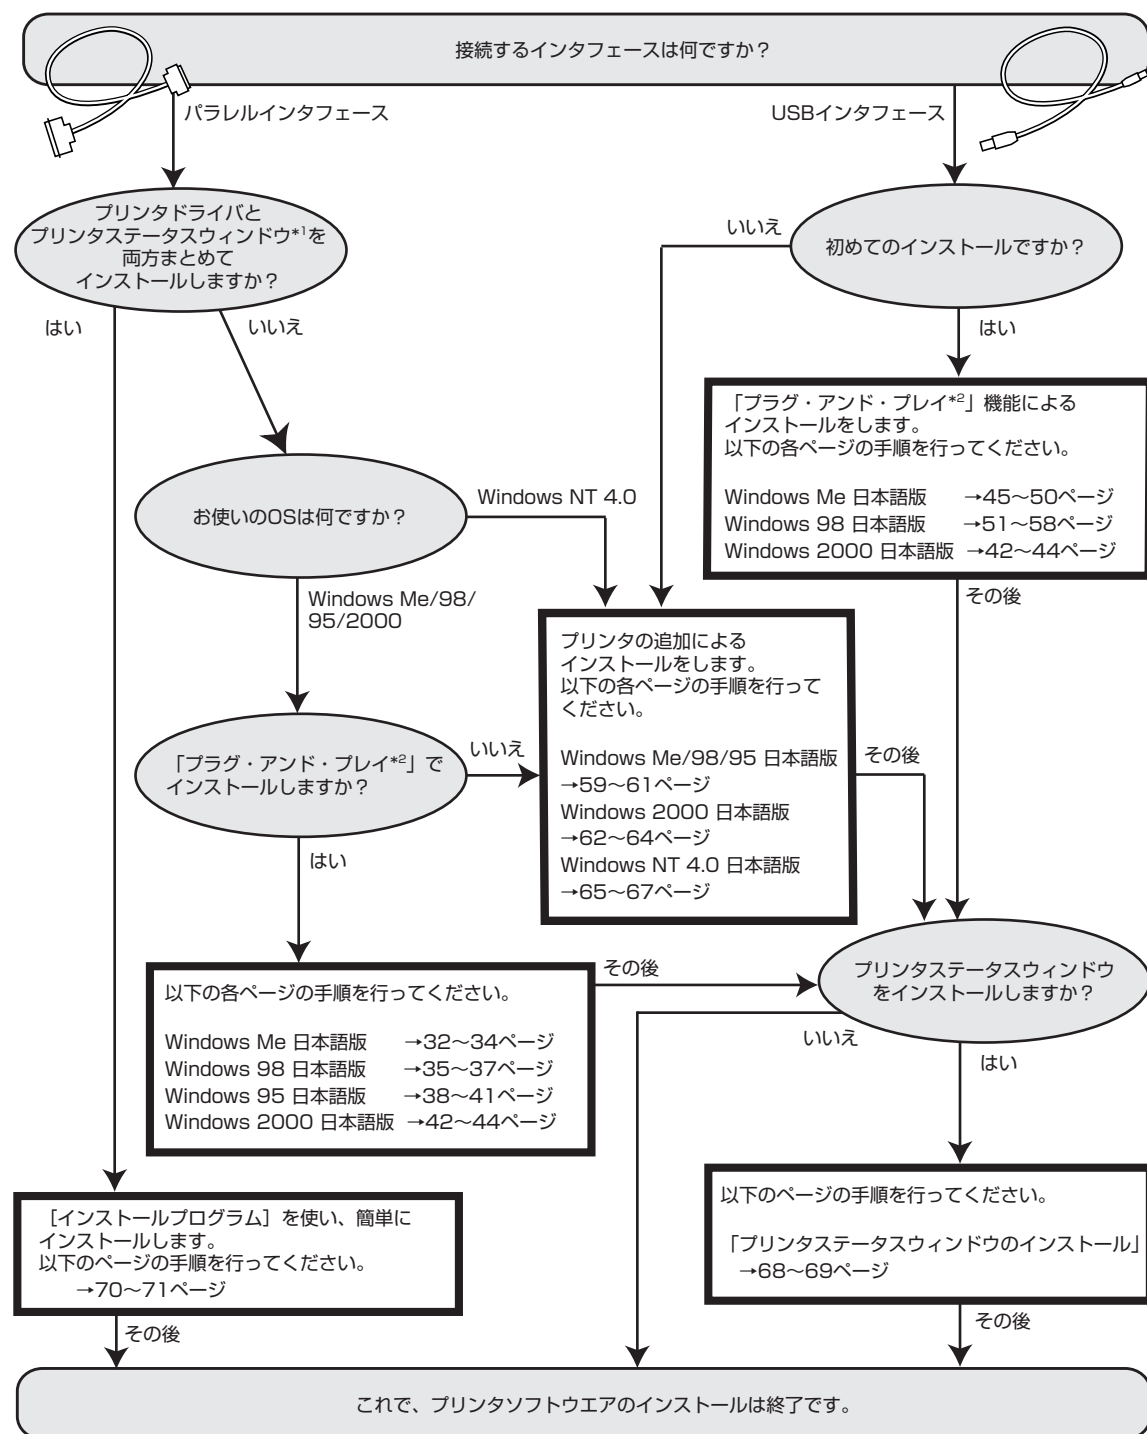 接続するインタフェースは何ですか？
パラレルインタフェース
USBインタフェース
プリンタドライバと
プリンタステータスウィンドウ*1を
両方まとめて
インストールしますか？
いいえ
初めてのインストールですか？
はい
いいえ
はい
「プラグ・アンド・プレイ*2」機能による
インストールをします。
以下の各ページの手順を行ってください。
Windows Me 日本語版 →45～50ページ
Windows 98 日本語版 →51～58ページ
Windows 2000 日本語版 →42～44ページ
お使いのOSは何ですか？
Windows NT 4.0
Windows Me/98/
95/2000
その後
プリンタの追加による
インストールをします。
以下の各ページの手順を行って
ください。
Windows Me/98/95 日本語版
→59～61ページ
Windows 2000 日本語版
→62～64ページ
Windows NT 4.0 日本語版
→65～67ページ
「プラグ・アンド・プレイ*2」で
インストールしますか？
いいえ
その後
はい
以下の各ページの手順を行ってください。
Windows Me 日本語版 →32～34ページ
Windows 98 日本語版 →35～37ページ
Windows 95 日本語版 →38～41ページ
Windows 2000 日本語版 →42～44ページ
その後
プリンタステータスウィンドウ
をインストールしますか？
いいえ
はい
［インストールプログラム］を使い、簡単に
インストールします。
以下のページの手順を行ってください。
→70～71ページ
以下のページの手順を行ってください。
「プリンタステータスウィンドウのインストール」
→68～69ページ
その後
その後
これで、プリンタソフトウエアのインストールは終了です。